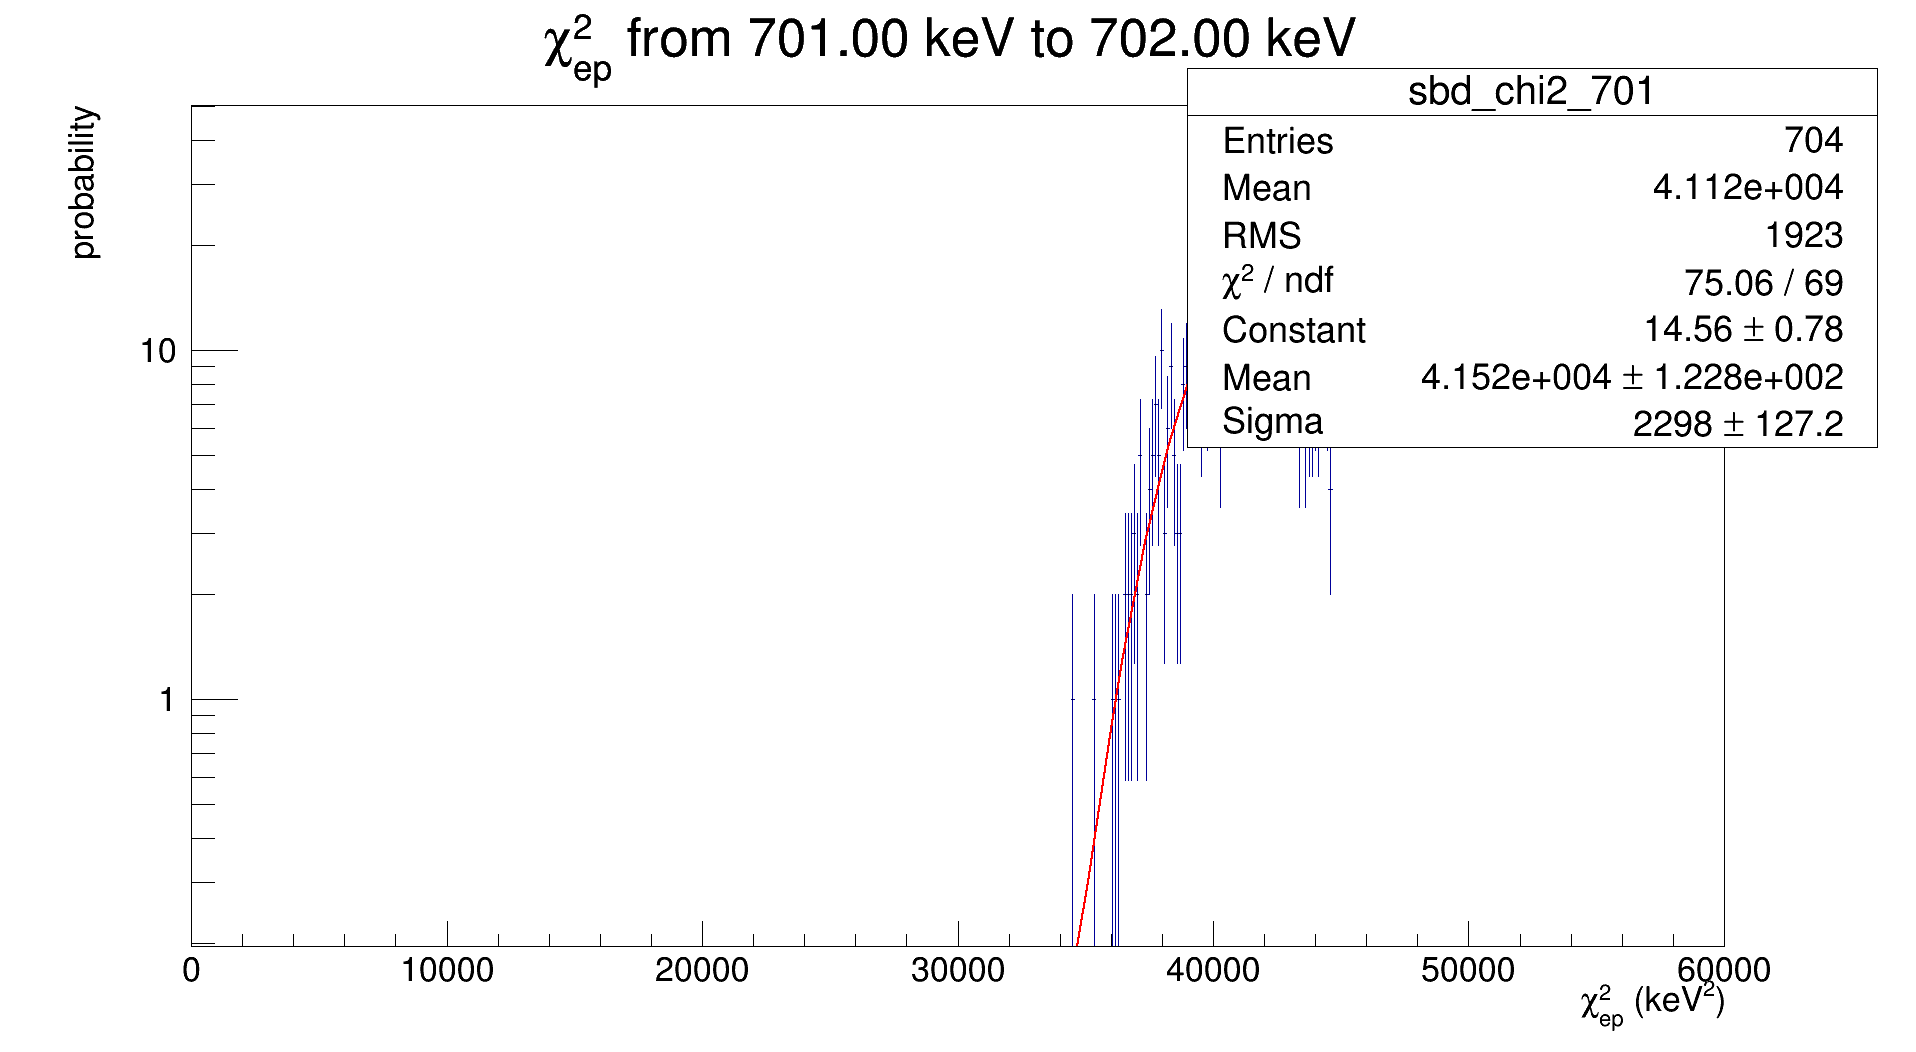 χ²ep from 701.00 keV to 702.00 keV
probability
sbd_chi2_701
Entries 704
Mean 4.112e+004
RMS 1923
χ² / ndf 75.06 / 69
Constant 14.56 ± 0.78
Mean 4.152e+004 ± 1.228e+002
Sigma 2298 ± 127.2
10
1
0 10000 20000 30000 40000 50000 60000
χ²ep (keV²)